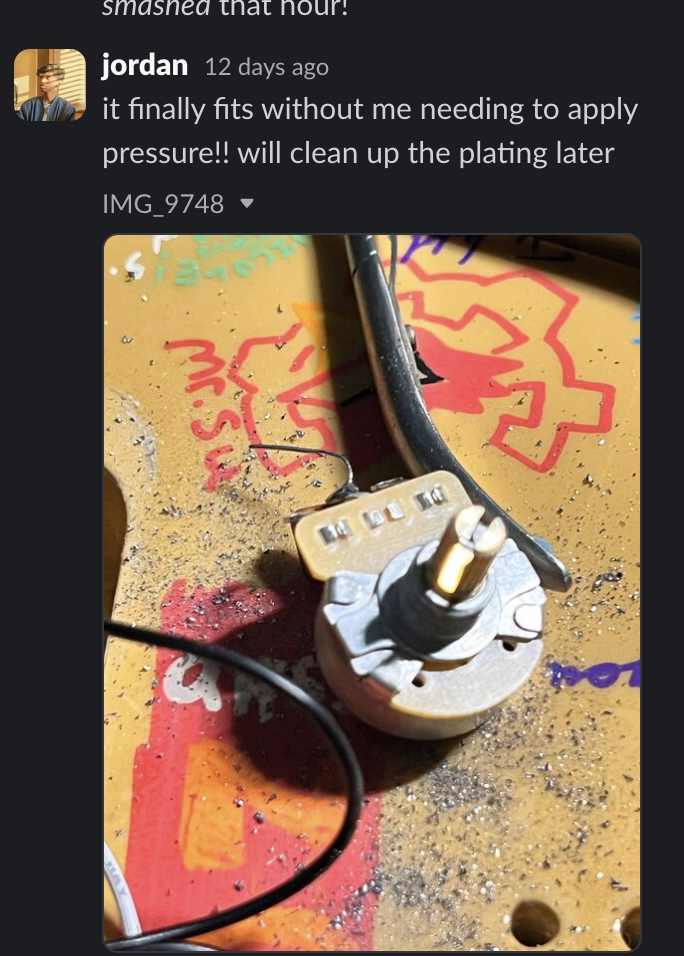 smashed that hour!
jordan 12 days ago
it finally fits without me needing to apply
pressure!! will clean up the plating later
IMG_9748